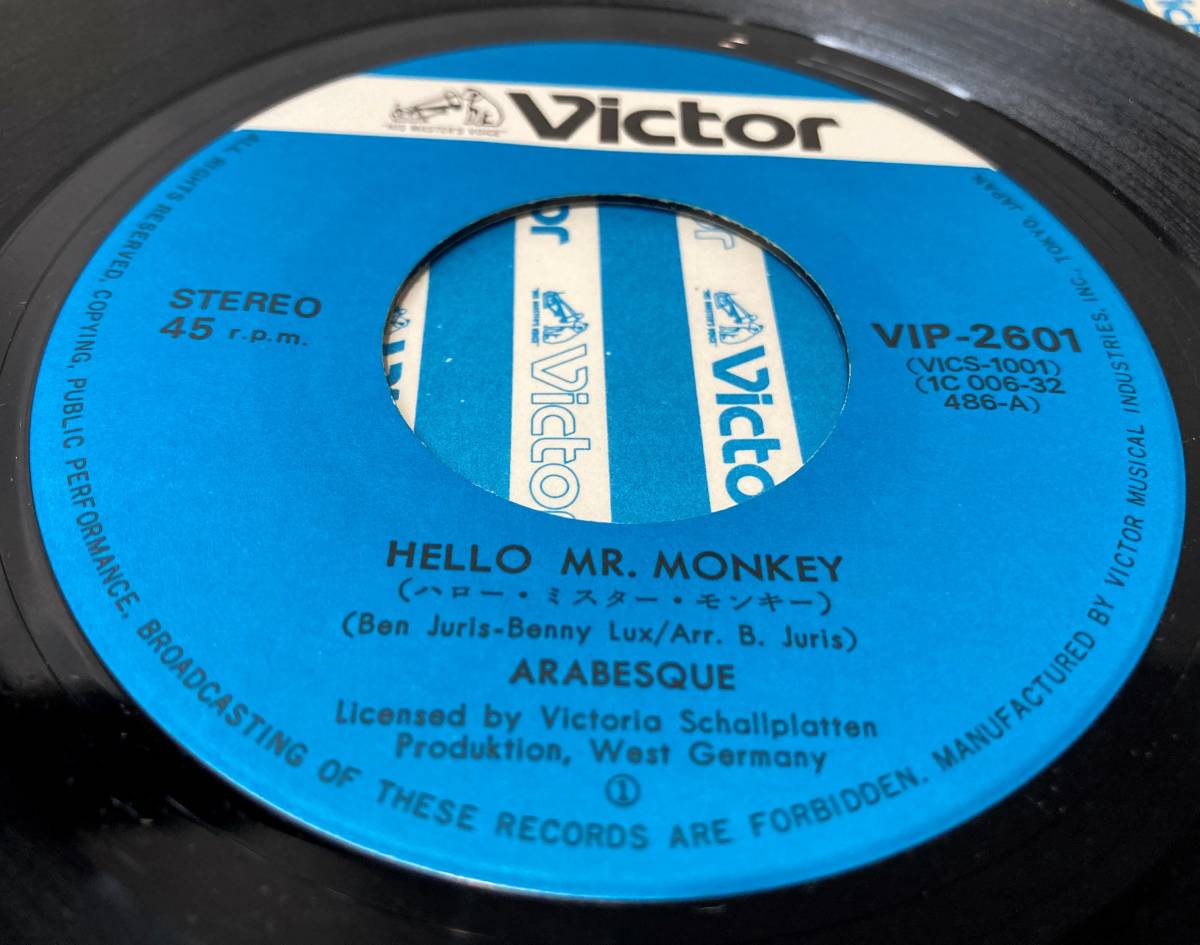 "HIS MASTER'S VOICE"
Victor
STEREO
45 r.p.m.
VIP-2601
(VICS-1001)
(1C 006-32
486-A)
Victor
Victor
HELLO MR. MONKEY
(ハロー・ミスター・モンキー)
(Ben Juris-Benny Lux/Arr. B. Juris)
ARABESQUE
Licensed by Victoria Schallplatten
Produktion, West Germany
①
ALL RIGHTS RESERVED. COPYING, PUBLIC PERFORMANCE, BROADCASTING OF THESE RECORDS ARE FORBIDDEN. MANUFACTURED BY VICTOR MUSICAL INDUSTRIES, INC., TOKYO, JAPAN.